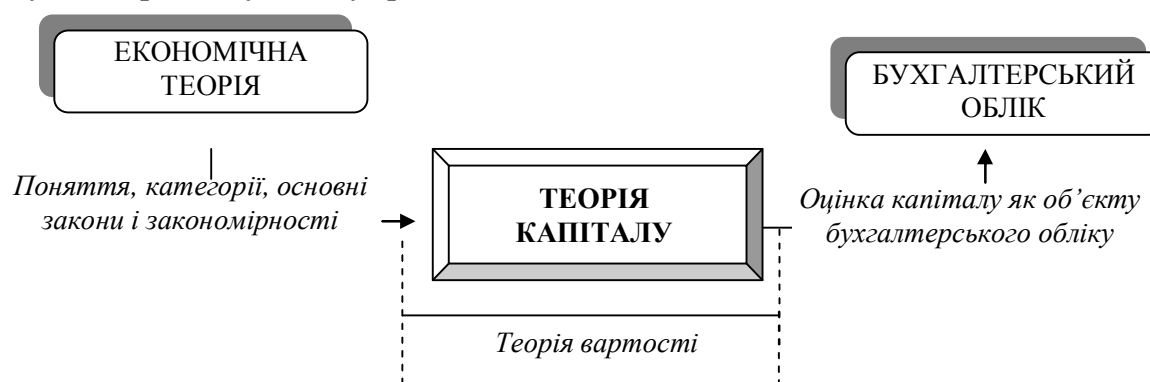 ЕКОНОМІЧНА
ТЕОРІЯ
БУХГАЛТЕРСЬКИЙ
ОБЛІК
Поняття, категорії, основні
закони і закономірності
ТЕОРІЯ
КАПІТАЛУ
Оцінка капіталу як об’єкту
бухгалтерського обліку
Теорія вартості